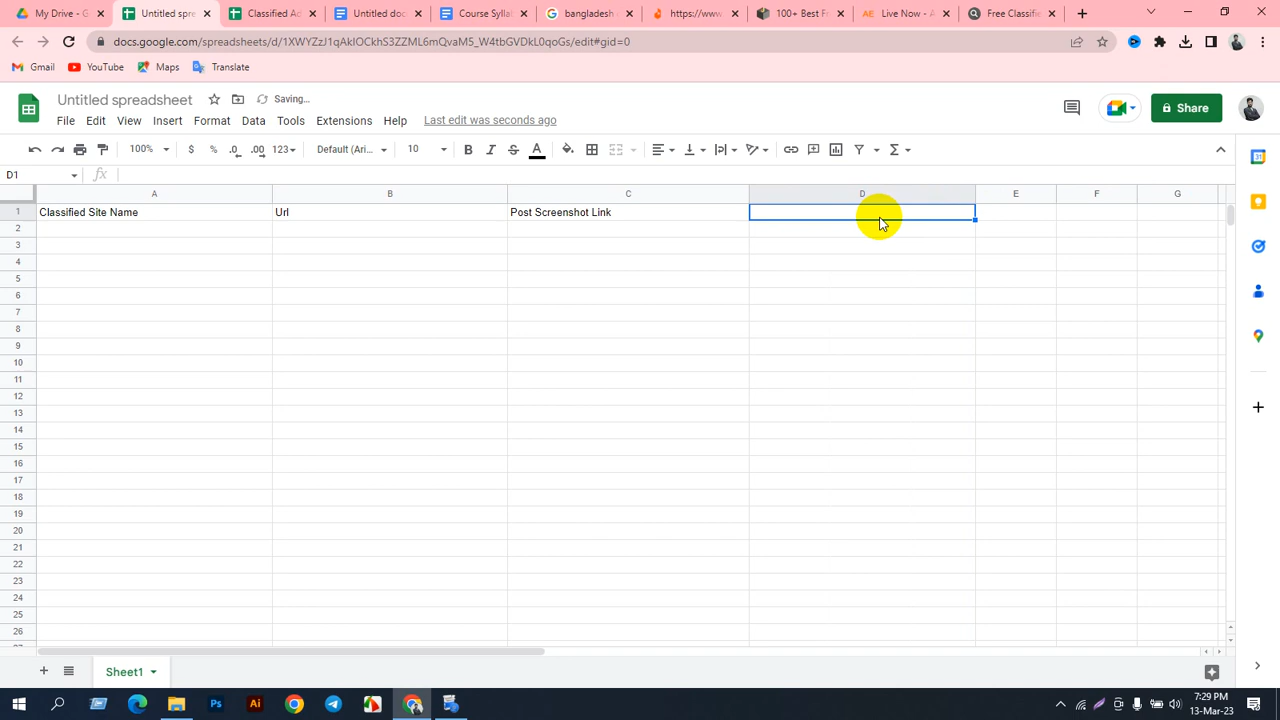 My Drive - G
Untitled spre
Classified Ad
Untitled doc
Course Syllat
bangladesh
https://www
100+ Best Fr
Live Now - A
Free Classifie
docs.google.com/spreadsheets/d/1XWYZzJ1qAkIOCkhS3ZZML6mQvaM5_W4tbGVDkL0qoGs/edit#gid=0
Gmail
YouTube
Maps
Translate
Untitled spreadsheet
Saving...
Share
File
Edit
View
Insert
Format
Data
Tools
Extensions
Help
Last edit was seconds ago
100%
$
%
.0
.00
123
Default (Ari...
10
B
I
S
A
D1
fx
A
B
C
D
E
F
G
1
Classified Site Name
Url
Post Screenshot Link
2
3
4
5
6
7
8
9
10
11
12
13
14
15
16
17
18
19
20
21
22
23
24
25
26
Sheet1
7:29 PM
13-Mar-23